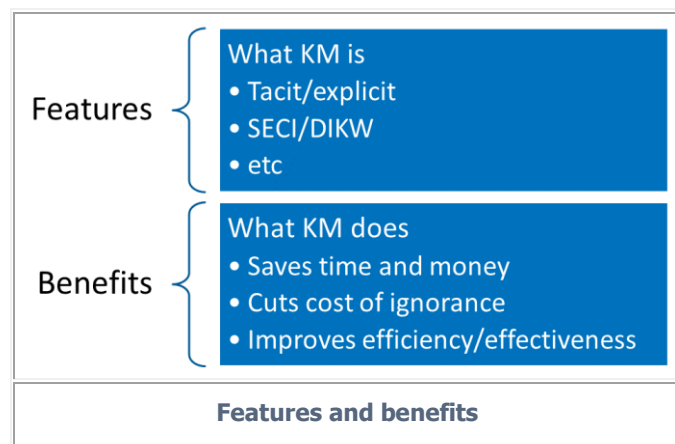 Features
What KM is
• Tacit/explicit
• SECI/DIKW
• etc
Benefits
What KM does
• Saves time and money
• Cuts cost of ignorance
• Improves efficiency/effectiveness
Features and benefits